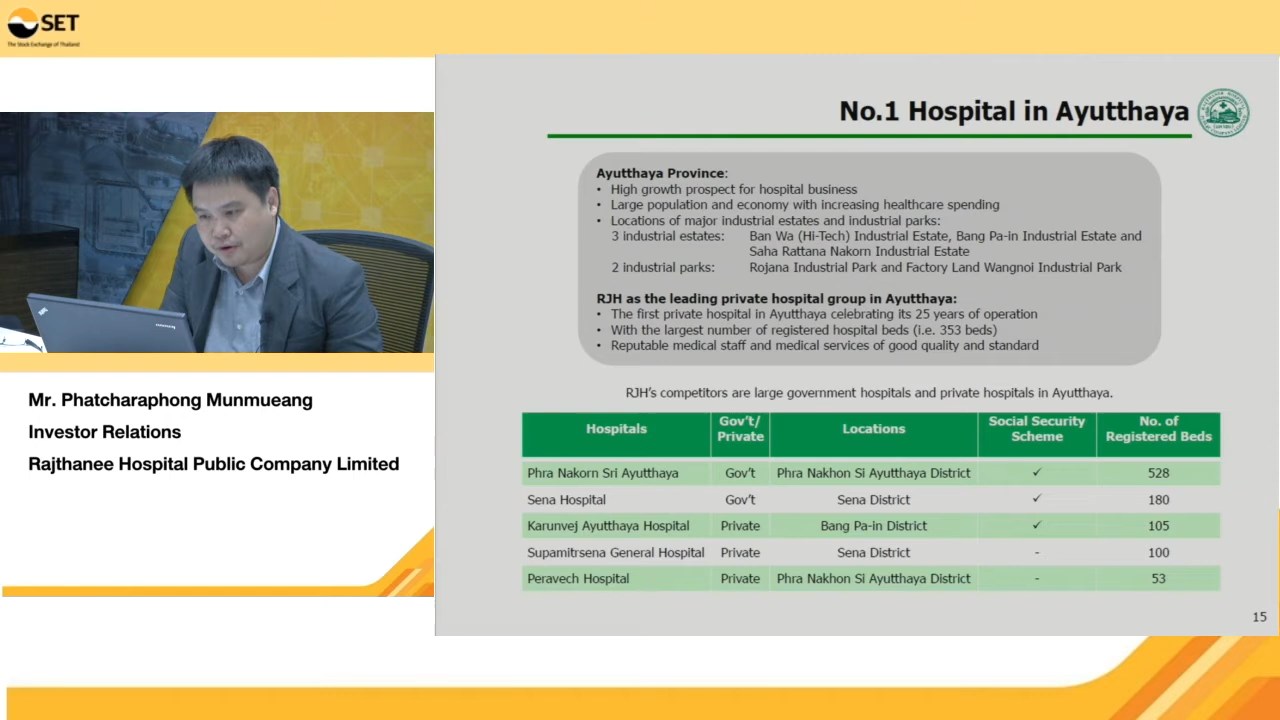 SET
The Stock Exchange of Thailand
No.1 Hospital in Ayutthaya
Ayutthaya Province:
• High growth prospect for hospital business
• Large population and economy with increasing healthcare spending
• Locations of major industrial estates and industrial parks:
3 industrial estates: Ban Wa (Hi-Tech) Industrial Estate, Bang Pa-in Industrial Estate and
Saha Rattana Nakorn Industrial Estate
2 industrial parks: Rojana Industrial Park and Factory Land Wangnoi Industrial Park
RJH as the leading private hospital group in Ayutthaya:
• The first private hospital in Ayutthaya celebrating its 25 years of operation
• With the largest number of registered hospital beds (i.e. 353 beds)
• Reputable medical staff and medical services of good quality and standard
RJH's competitors are large government hospitals and private hospitals in Ayutthaya.
Hospitals Gov't/ Private Locations Social Security Scheme No. of Registered Beds
Phra Nakorn Sri Ayutthaya Gov't Phra Nakhon Si Ayutthaya District ✓ 528
Sena Hospital Gov't Sena District ✓ 180
Karunvej Ayutthaya Hospital Private Bang Pa-in District ✓ 105
Supamitrsena General Hospital Private Sena District - 100
Peravech Hospital Private Phra Nakhon Si Ayutthaya District - 53
15
Mr. Phatcharaphong Munmueang
Investor Relations
Rajthanee Hospital Public Company Limited